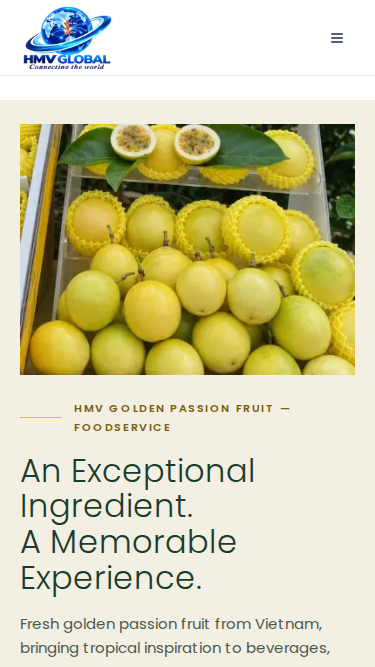 HMV GLOBAL
Connecting the world
HMV GOLDEN PASSION FRUIT —
FOODSERVICE
An Exceptional
Ingredient.
A Memorable
Experience.
Fresh golden passion fruit from Vietnam,
bringing tropical inspiration to beverages,